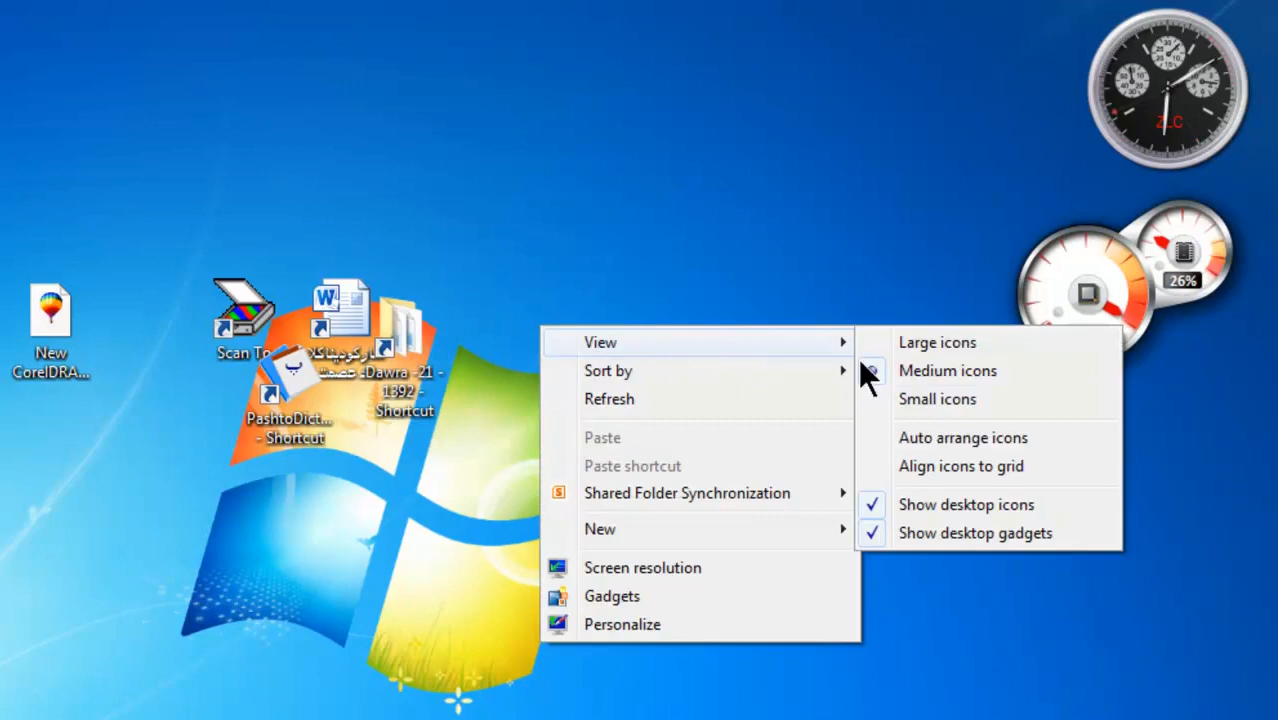 ZLC
26%
New
CorelDRA...
Scan To
W
Dawra -21 -
1392 -
Shortcut
پ
PashtoDict...
- Shortcut
View
Sort by
Refresh
Paste
Paste shortcut
Shared Folder Synchronization
New
Screen resolution
Gadgets
Personalize
Large icons
Medium icons
Small icons
Auto arrange icons
Align icons to grid
Show desktop icons
Show desktop gadgets